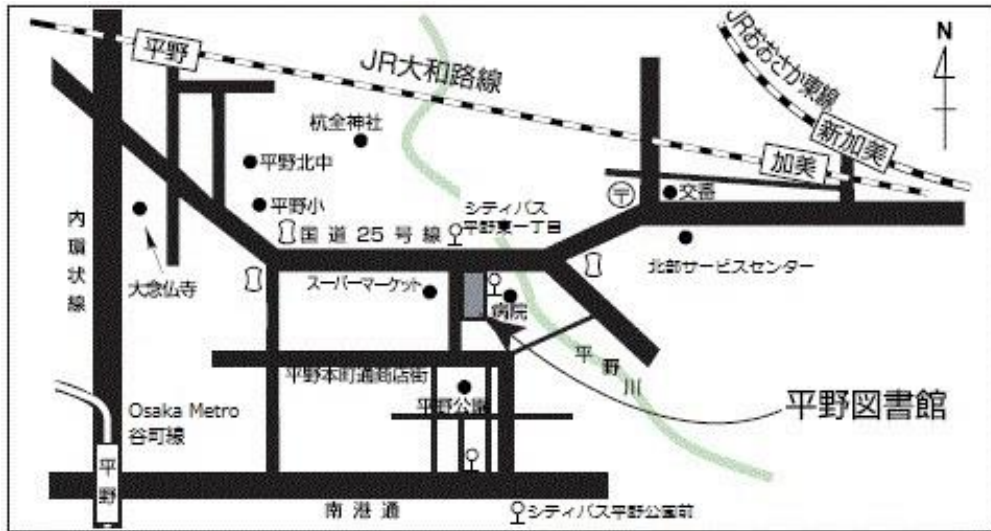 平野
JR大和路線
JRおおさか東線
N
新加美
加美
杭全神社
平野北中
〒
交番
平野小
シティバス
平野東一丁目
国道25号線
内環状線
大念仏寺
スーパーマーケット
病院
北部サービスセンター
平野本町通商店街
平野川
平野公園
平野図書館
Osaka Metro
谷町線
平野
南港通
シティバス平野公園前